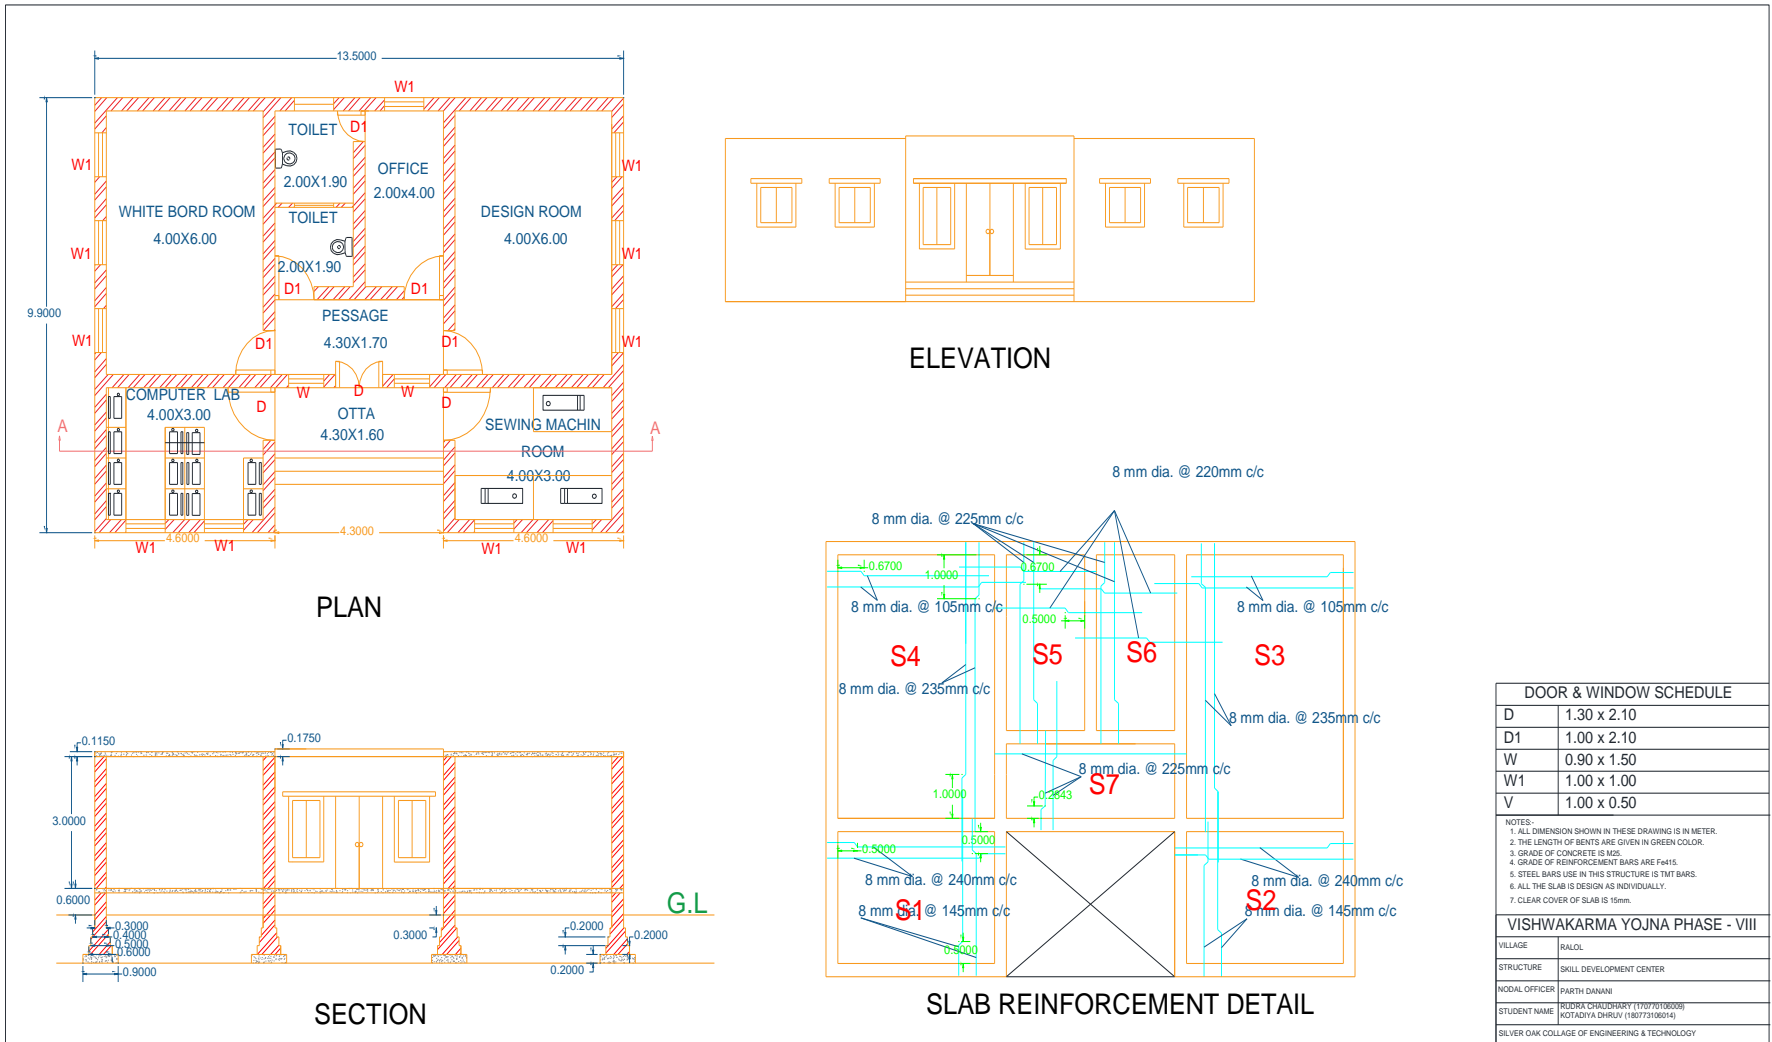 13.5000
W1
TOILET
D1
2.00X1.90
OFFICE
2.00x4.00
W1
W1
WHITE BORD ROOM
4.00X6.00
TOILET
2.00X1.90
DESIGN ROOM
4.00X6.00
W1
W1
D1
D1
9.9000
PESSAGE
4.30X1.70
W1
D1
D1
W1
W
D
W
COMPUTER LAB
4.00X3.00
D
OTTA
4.30X1.60
D
SEWING MACHIN
ROOM
4.00X3.00
A
A
W1
W1
W1
W1
4.6000
4.3000
4.6000
PLAN
ELEVATION
0.1150
0.1750
3.0000
0.6000
G.L
0.3000
0.4000
0.5000
0.6000
0.9000
0.3000
0.2000
0.2000
0.2000
SECTION
8 mm dia. @ 220mm c/c
8 mm dia. @ 225mm c/c
0.6700
1.0000
0.6700
8 mm dia. @ 105mm c/c
8 mm dia. @ 105mm c/c
0.5000
S4
S5
S6
S3
8 mm dia. @ 235mm c/c
8 mm dia. @ 235mm c/c
8 mm dia. @ 225mm c/c
S7
1.0000
0.5000
0.5000
8 mm dia. @ 240mm c/c
8 mm dia. @ 240mm c/c
S1
8 mm dia. @ 145mm c/c
S2
8 mm dia. @ 145mm c/c
0.5000
SLAB REINFORCEMENT DETAIL
DOOR & WINDOW SCHEDULE
D 1.30 x 2.10
D1 1.00 x 2.10
W 0.90 x 1.50
W1 1.00 x 1.00
V 1.00 x 0.50
NOTES:-
1. ALL DIMENSION SHOWN IN THESE DRAWING IS IN METER.
2. THE LENGTH OF BENTS ARE GIVEN IN GREEN COLOR.
3. GRADE OF CONCRETE IS M25.
4. GRADE OF REINFORCEMENT BARS ARE Fe415.
5. STEEL BARS USE IN THIS STRUCTURE IS TMT BARS.
6. ALL THE SLAB IS DESIGN AS INDIVIDUALLY.
7. CLEAR COVER OF SLAB IS 15mm.
VISHWAKARMA YOJNA PHASE - VIII
VILLAGE RALOL
STRUCTURE SKILL DEVELOPMENT CENTER
NODAL OFFICER PARTH DANANI
STUDENT NAME RUDRA CHAUDHARY (170770106009)
KOTADIYA DHRUV (180773106014)
SILVER OAK COLLAGE OF ENGINEERING & TECHNOLOGY